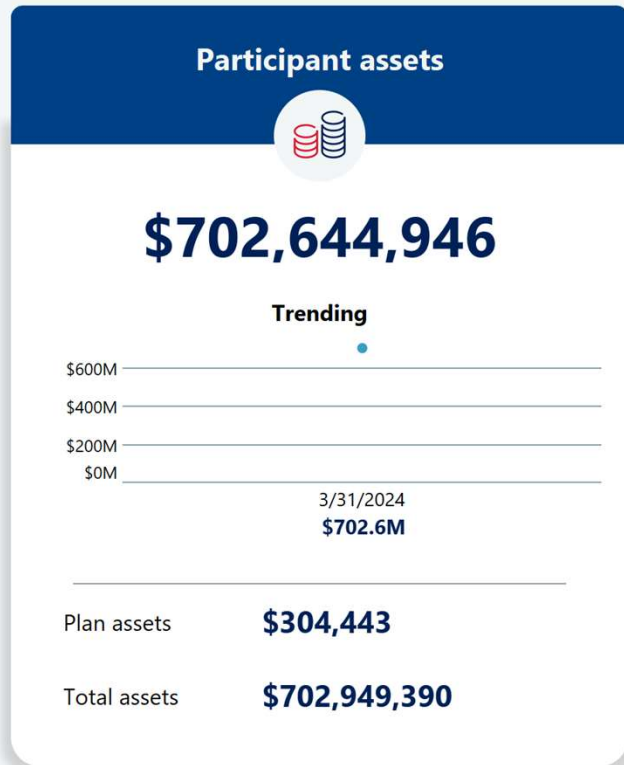 Participant assets
$702,644,946
Trending
$600M
$400M
$200M
$0M
3/31/2024
$702.6M
Plan assets $304,443
Total assets $702,949,390